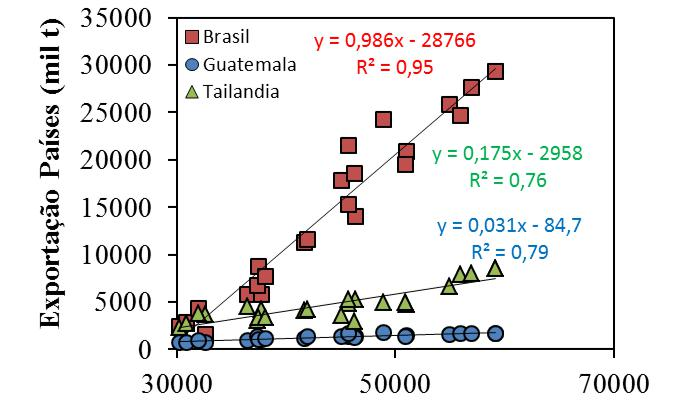 Exportação Países (mil t)
35000
30000
25000
20000
15000
10000
5000
0
30000 50000 70000
Brasil
Guatemala
Tailandia
y = 0,986x - 28766
R² = 0,95
y = 0,175x - 2958
R² = 0,76
y = 0,031x - 84,7
R² = 0,79